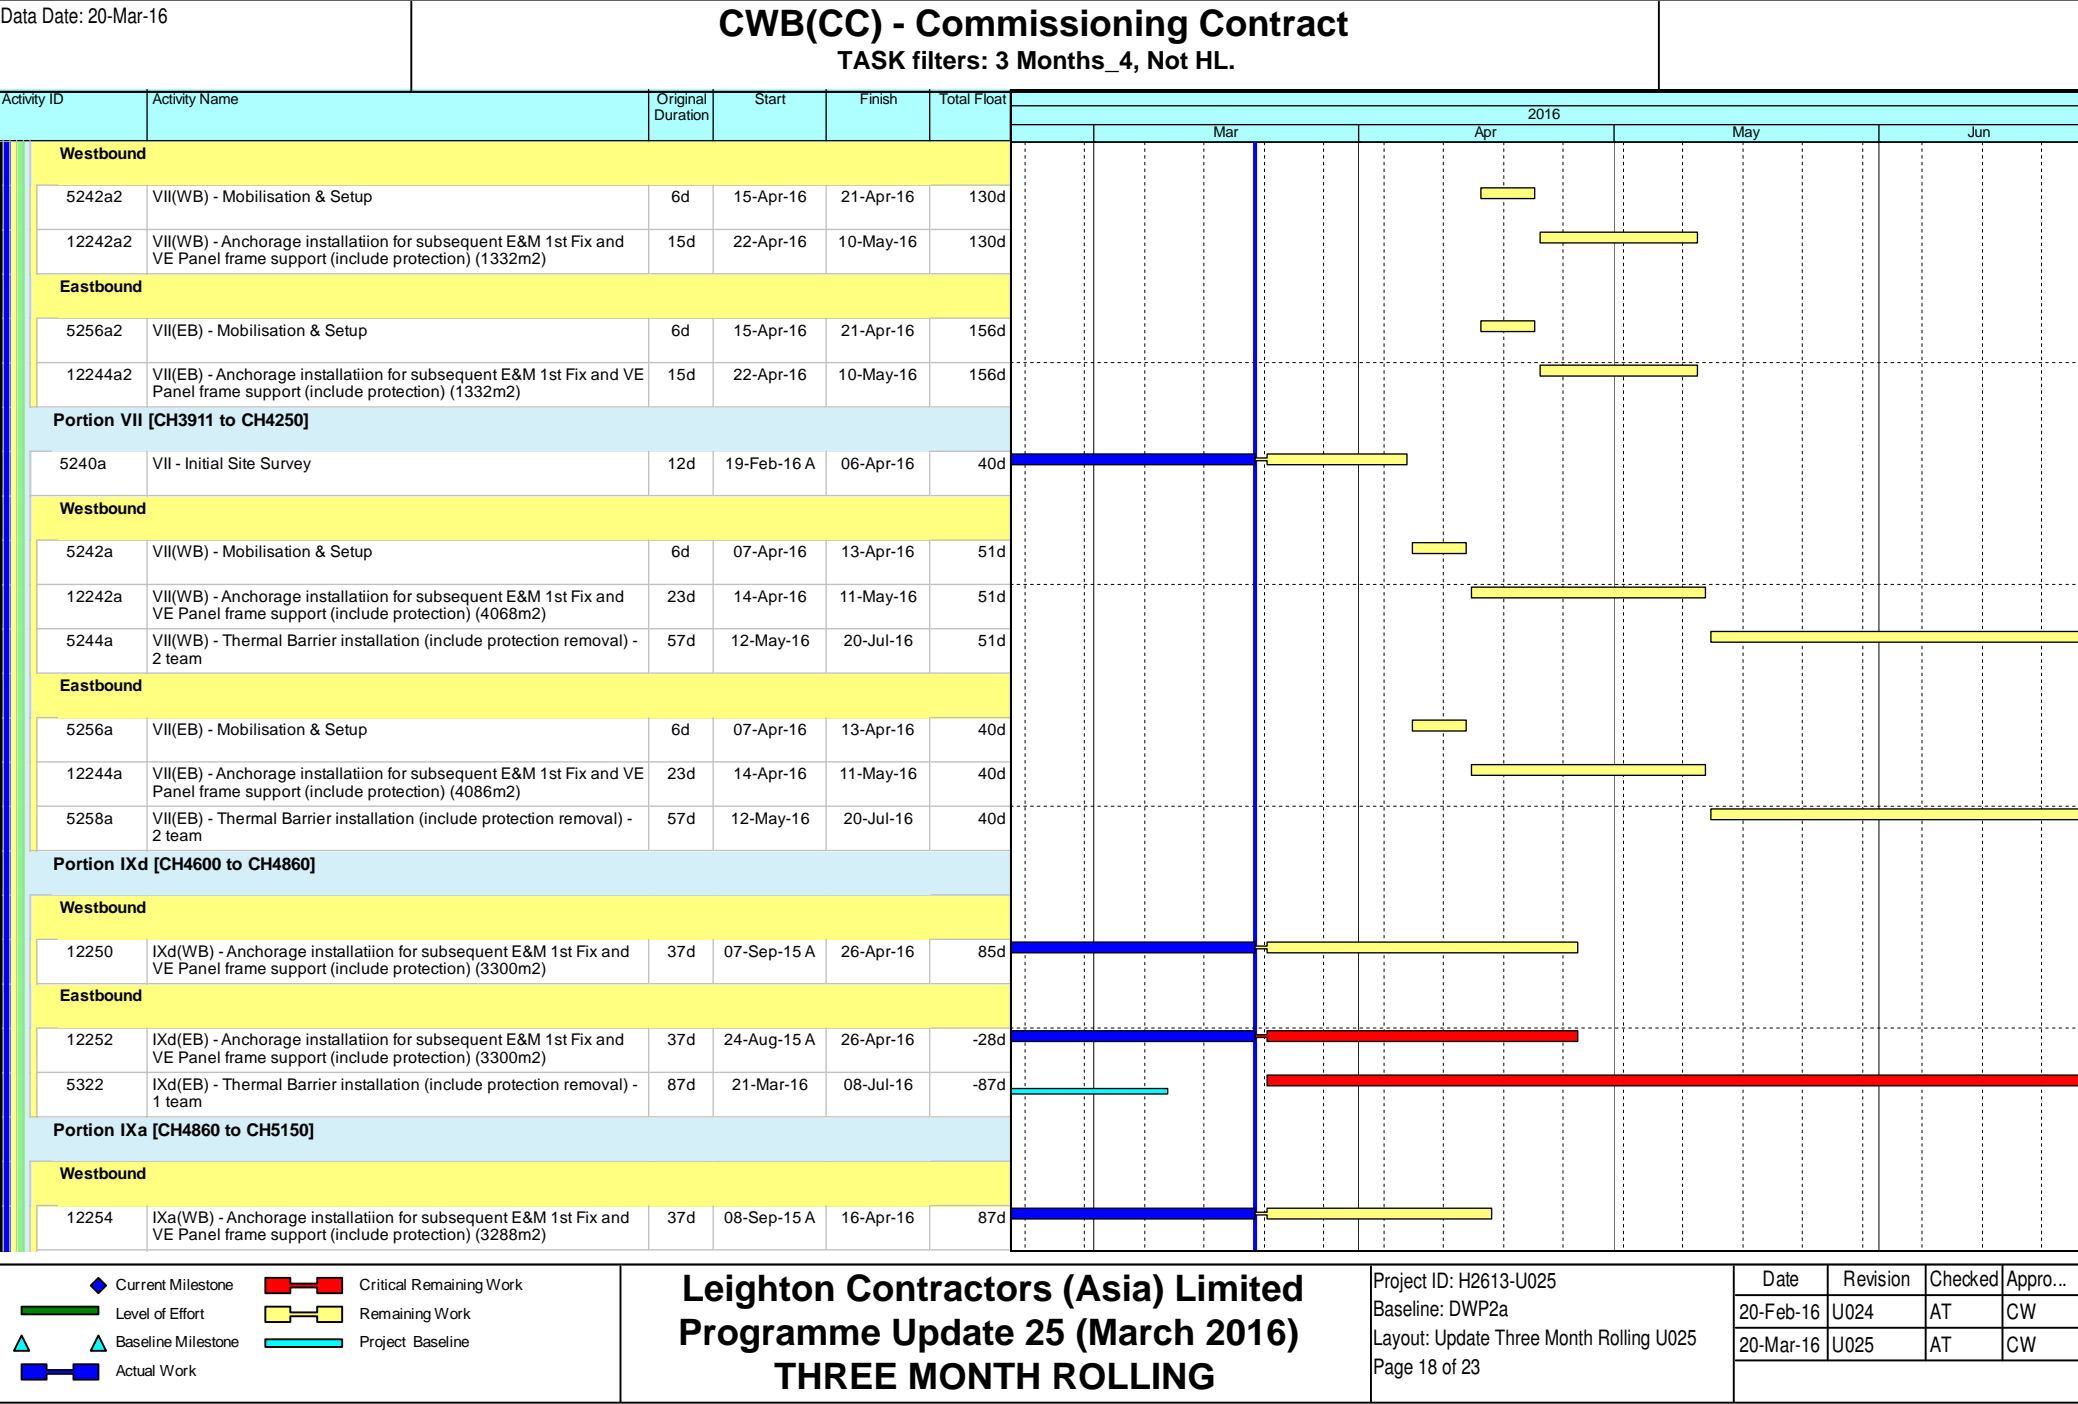 Data Date: 20-Mar-16
CWB(CC) - Commissioning Contract
TASK filters: 3 Months_4, Not HL.
Activity ID Activity Name Original Duration Start Finish Total Float
2016
Mar Apr May Jun
Westbound
5242a2 VII(WB) - Mobilisation & Setup 6d 15-Apr-16 21-Apr-16 130d
12242a2 VII(WB) - Anchorage installatiion for subsequent E&M 1st Fix and 15d 22-Apr-16 10-May-16 130d
VE Panel frame support (include protection) (1332m2)
Eastbound
5256a2 VII(EB) - Mobilisation & Setup 6d 15-Apr-16 21-Apr-16 156d
12244a2 VII(EB) - Anchorage installatiion for subsequent E&M 1st Fix and VE 15d 22-Apr-16 10-May-16 156d
Panel frame support (include protection) (1332m2)
Portion VII [CH3911 to CH4250]
5240a VII - Initial Site Survey 12d 19-Feb-16 A 06-Apr-16 40d
Westbound
5242a VII(WB) - Mobilisation & Setup 6d 07-Apr-16 13-Apr-16 51d
12242a VII(WB) - Anchorage installatiion for subsequent E&M 1st Fix and 23d 14-Apr-16 11-May-16 51d
VE Panel frame support (include protection) (4068m2)
5244a VII(WB) - Thermal Barrier installation (include protection removal) - 57d 12-May-16 20-Jul-16 51d
2 team
Eastbound
5256a VII(EB) - Mobilisation & Setup 6d 07-Apr-16 13-Apr-16 40d
12244a VII(EB) - Anchorage installatiion for subsequent E&M 1st Fix and VE 23d 14-Apr-16 11-May-16 40d
Panel frame support (include protection) (4086m2)
5258a VII(EB) - Thermal Barrier installation (include protection removal) - 57d 12-May-16 20-Jul-16 40d
2 team
Portion IXd [CH4600 to CH4860]
Westbound
12250 IXd(WB) - Anchorage installatiion for subsequent E&M 1st Fix and 37d 07-Sep-15 A 26-Apr-16 85d
VE Panel frame support (include protection) (3300m2)
Eastbound
12252 IXd(EB) - Anchorage installatiion for subsequent E&M 1st Fix and 37d 24-Aug-15 A 26-Apr-16 -28d
VE Panel frame support (include protection) (3300m2)
5322 IXd(EB) - Thermal Barrier installation (include protection removal) - 87d 21-Mar-16 08-Jul-16 -87d
1 team
Portion IXa [CH4860 to CH5150]
Westbound
12254 IXa(WB) - Anchorage installatiion for subsequent E&M 1st Fix and 37d 08-Sep-15 A 16-Apr-16 87d
VE Panel frame support (include protection) (3288m2)
Current Milestone Critical Remaining Work
Level of Effort Remaining Work
Baseline Milestone Project Baseline
Actual Work
Leighton Contractors (Asia) Limited
Programme Update 25 (March 2016)
THREE MONTH ROLLING
Project ID: H2613-U025
Baseline: DWP2a
Layout: Update Three Month Rolling U025
Page 18 of 23
Date Revision Checked Appro...
20-Feb-16 U024 AT CW
20-Mar-16 U025 AT CW